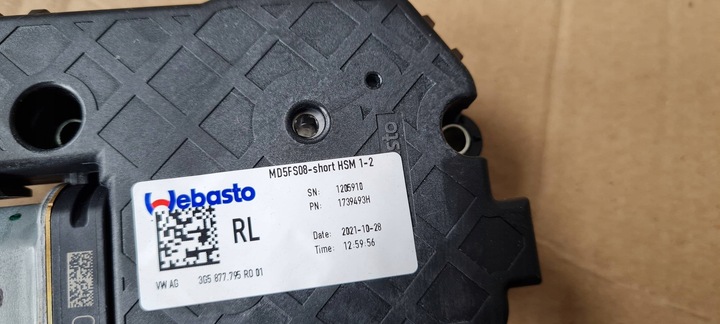 MD5FS08-short HSM 1-2
Webasto
SN: 1205910
PN: 1739493H
RL
Date: 2021-10-28
Time: 12:59:56
VW AG 3G5 877.795 RD 01